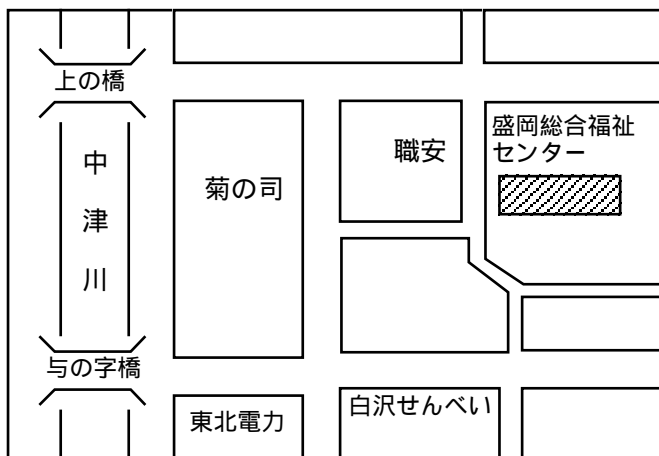 上の橋
中津川
菊の司
職安
盛岡総合福祉
センター
与の字橋
東北電力
白沢せんべい